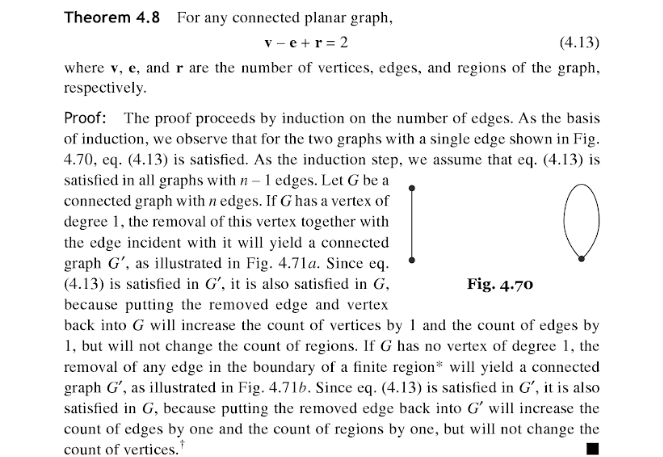 Theorem 4.8 For any connected planar graph,
v – e + r = 2 (4.13)
where v, e, and r are the number of vertices, edges, and regions of the graph,
respectively.
Proof: The proof proceeds by induction on the number of edges. As the basis
of induction, we observe that for the two graphs with a single edge shown in Fig.
4.70, eq. (4.13) is satisfied. As the induction step, we assume that eq. (4.13) is
satisfied in all graphs with n – 1 edges. Let G be a
connected graph with n edges. If G has a vertex of
degree 1, the removal of this vertex together with
the edge incident with it will yield a connected
graph G′, as illustrated in Fig. 4.71a. Since eq.
(4.13) is satisfied in G′, it is also satisfied in G,
because putting the removed edge and vertex
Fig. 4.70
back into G will increase the count of vertices by 1 and the count of edges by
1, but will not change the count of regions. If G has no vertex of degree 1, the
removal of any edge in the boundary of a finite region* will yield a connected
graph G′, as illustrated in Fig. 4.71b. Since eq. (4.13) is satisfied in G′, it is also
satisfied in G, because putting the removed edge back into G′ will increase the
count of edges by one and the count of regions by one, but will not change the
count of vertices.† ■